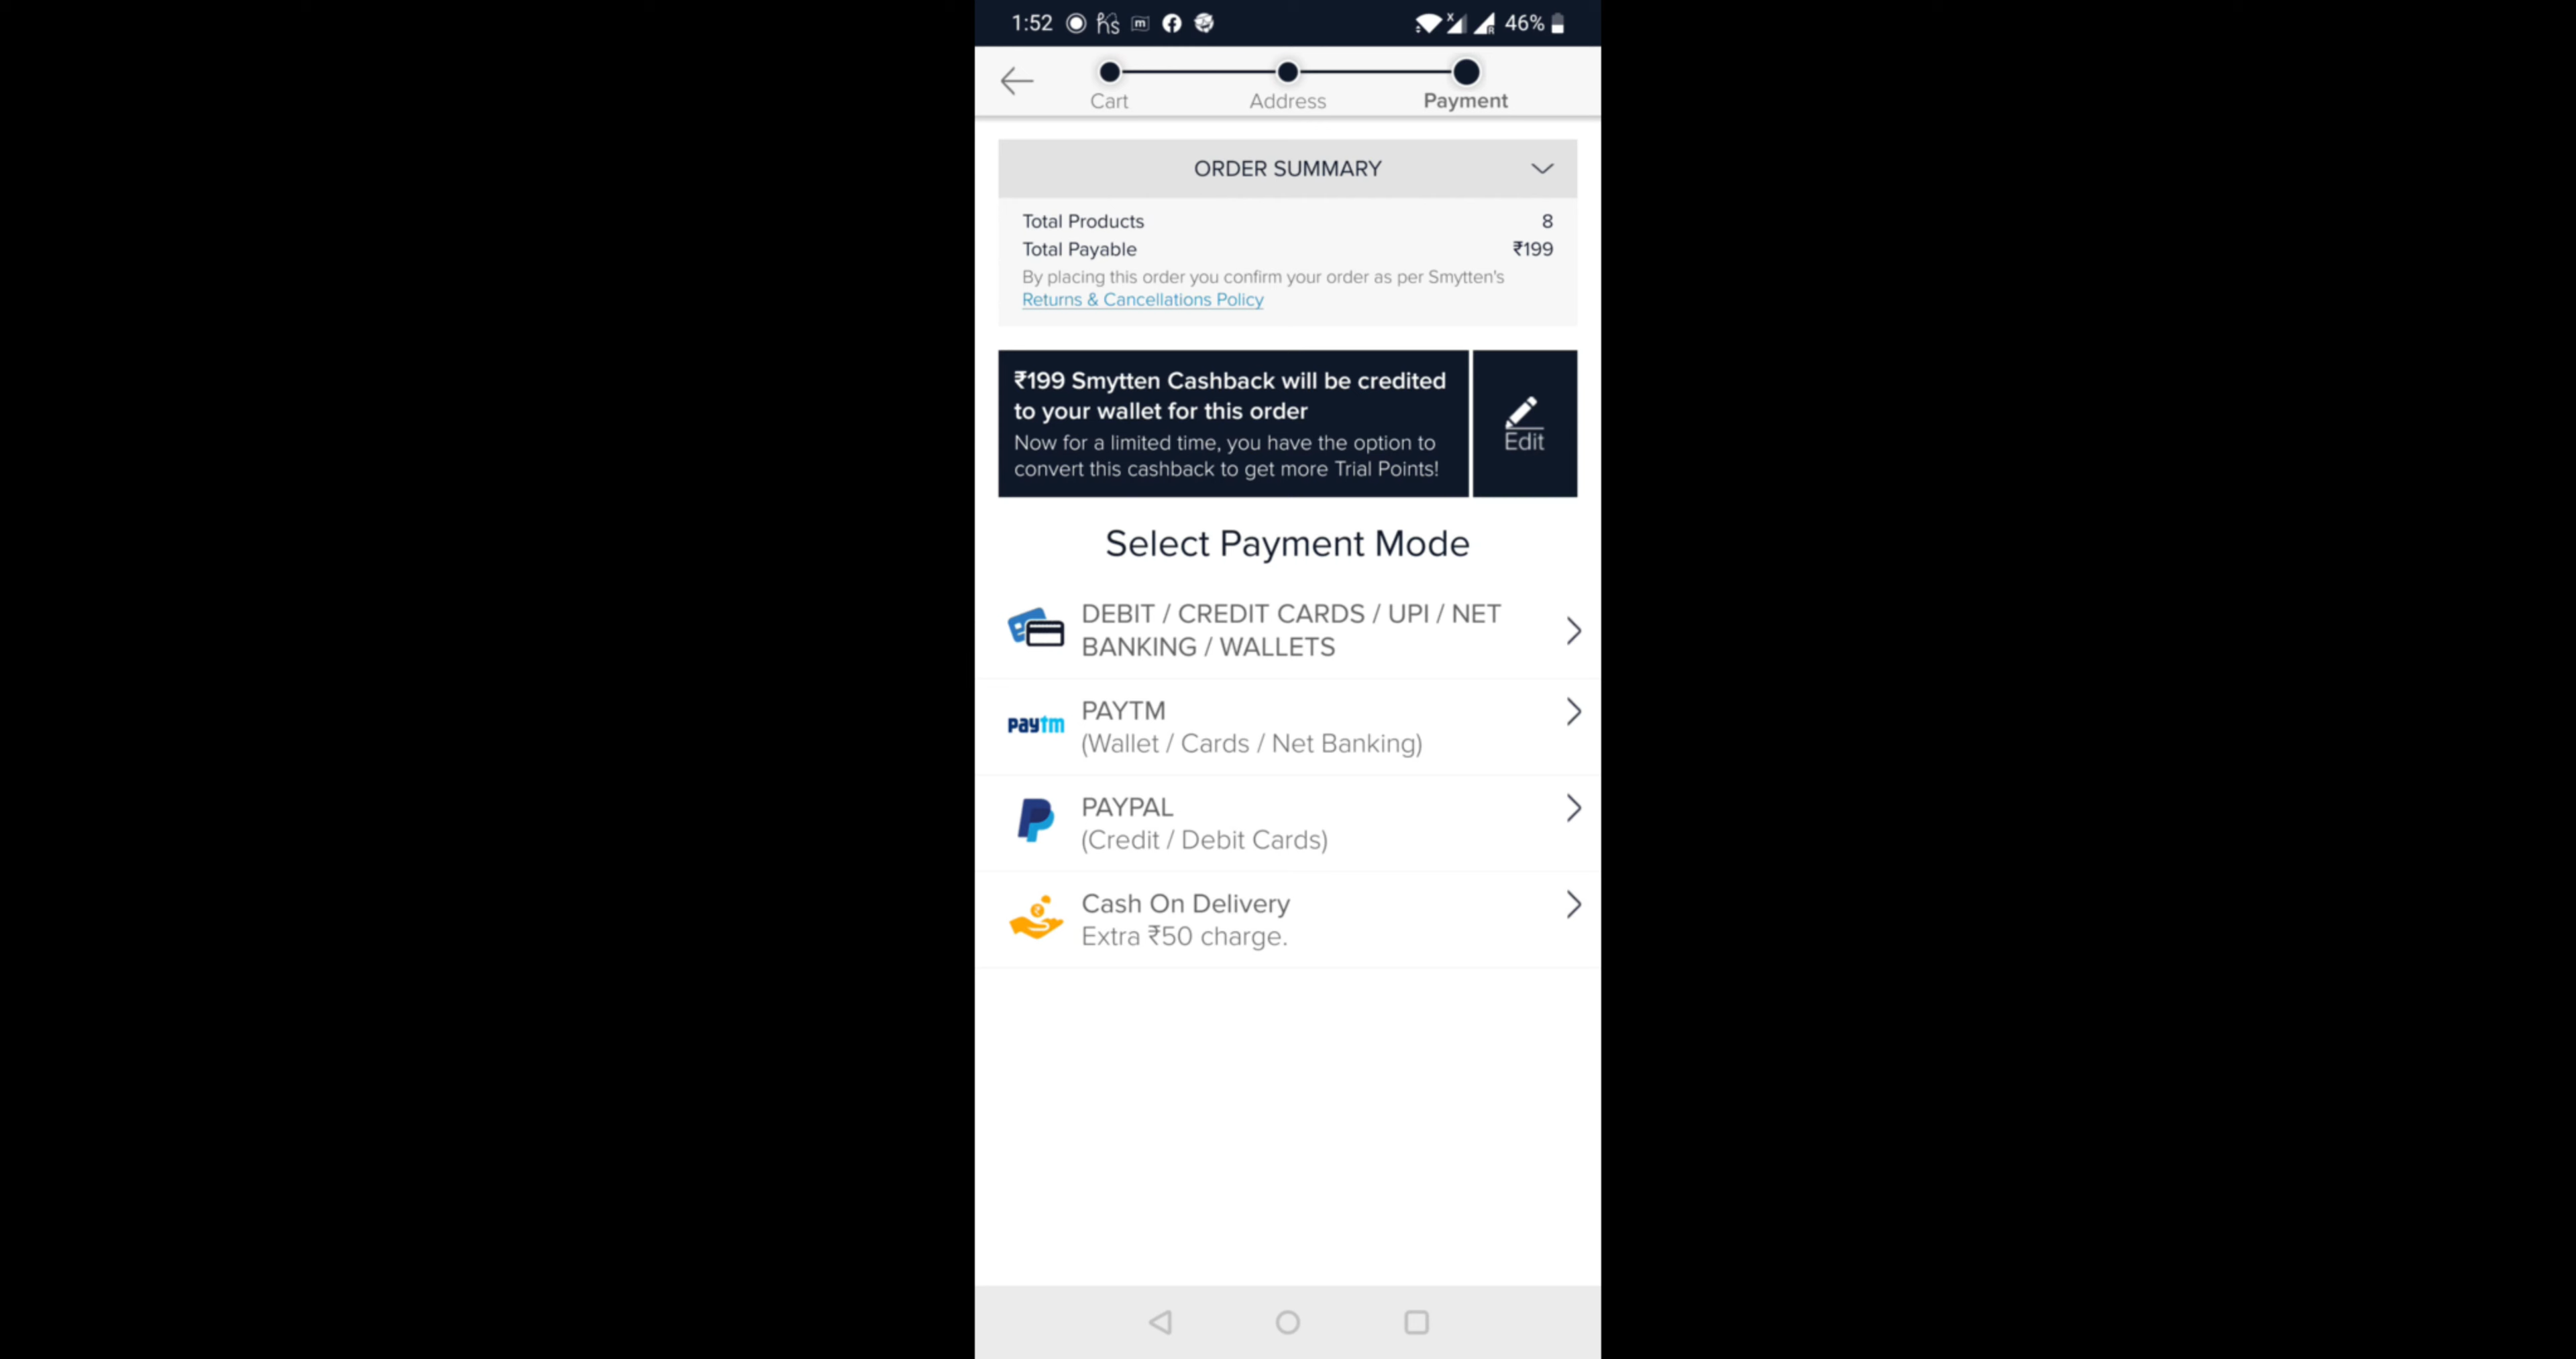 1:52 m 46%
Cart Address Payment
ORDER SUMMARY
Total Products 8
Total Payable ₹199
By placing this order you confirm your order as per Smytten's
Returns & Cancellations Policy
₹199 Smytten Cashback will be credited
to your wallet for this order
Now for a limited time, you have the option to
convert this cashback to get more Trial Points!
Edit
Select Payment Mode
DEBIT / CREDIT CARDS / UPI / NET
BANKING / WALLETS
paytm
PAYTM
(Wallet / Cards / Net Banking)
PAYPAL
(Credit / Debit Cards)
Cash On Delivery
Extra ₹50 charge.